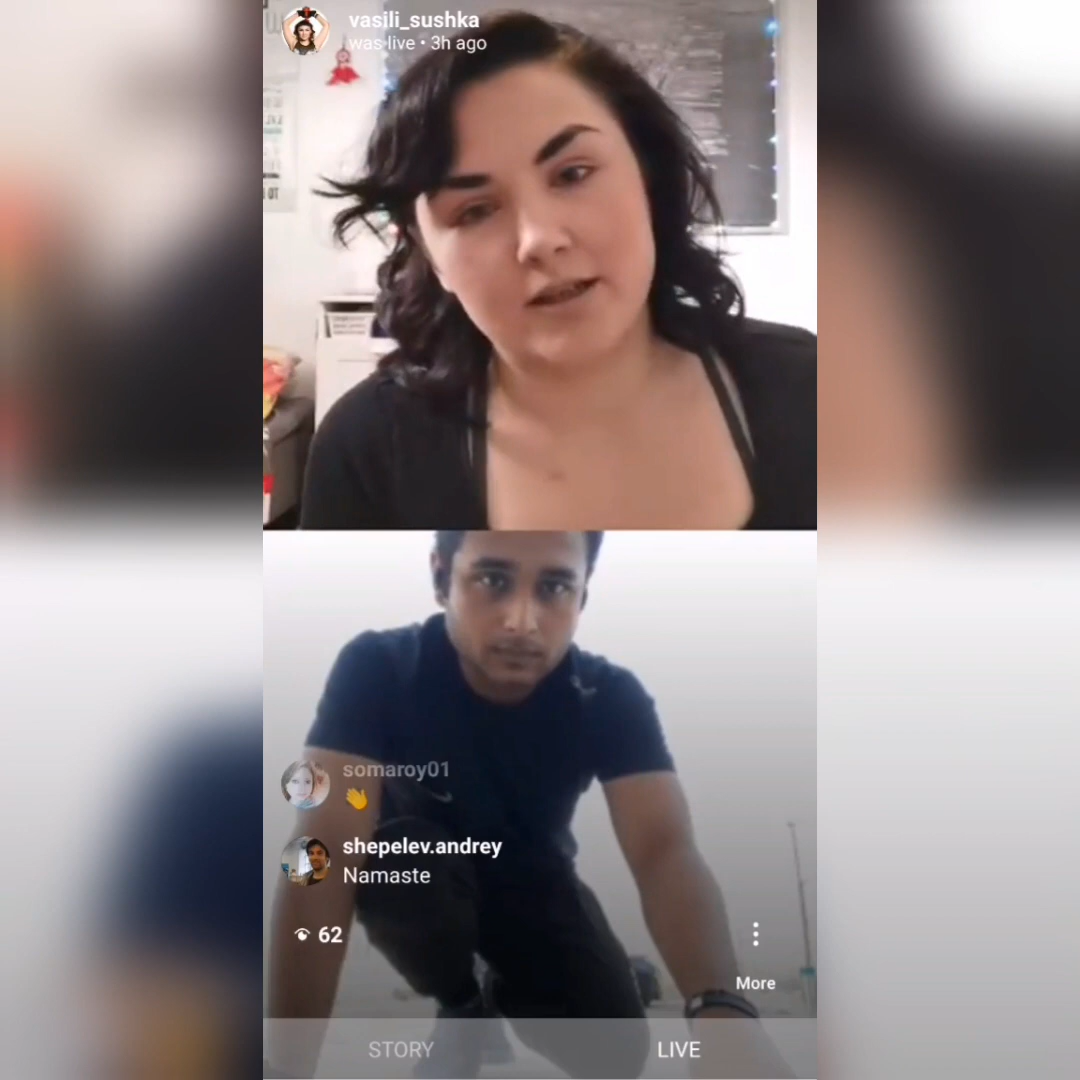 vasili_sushka
was live • 3h ago
somaroy01
👋
shepelev.andrey
Namaste
62
More
STORY
LIVE